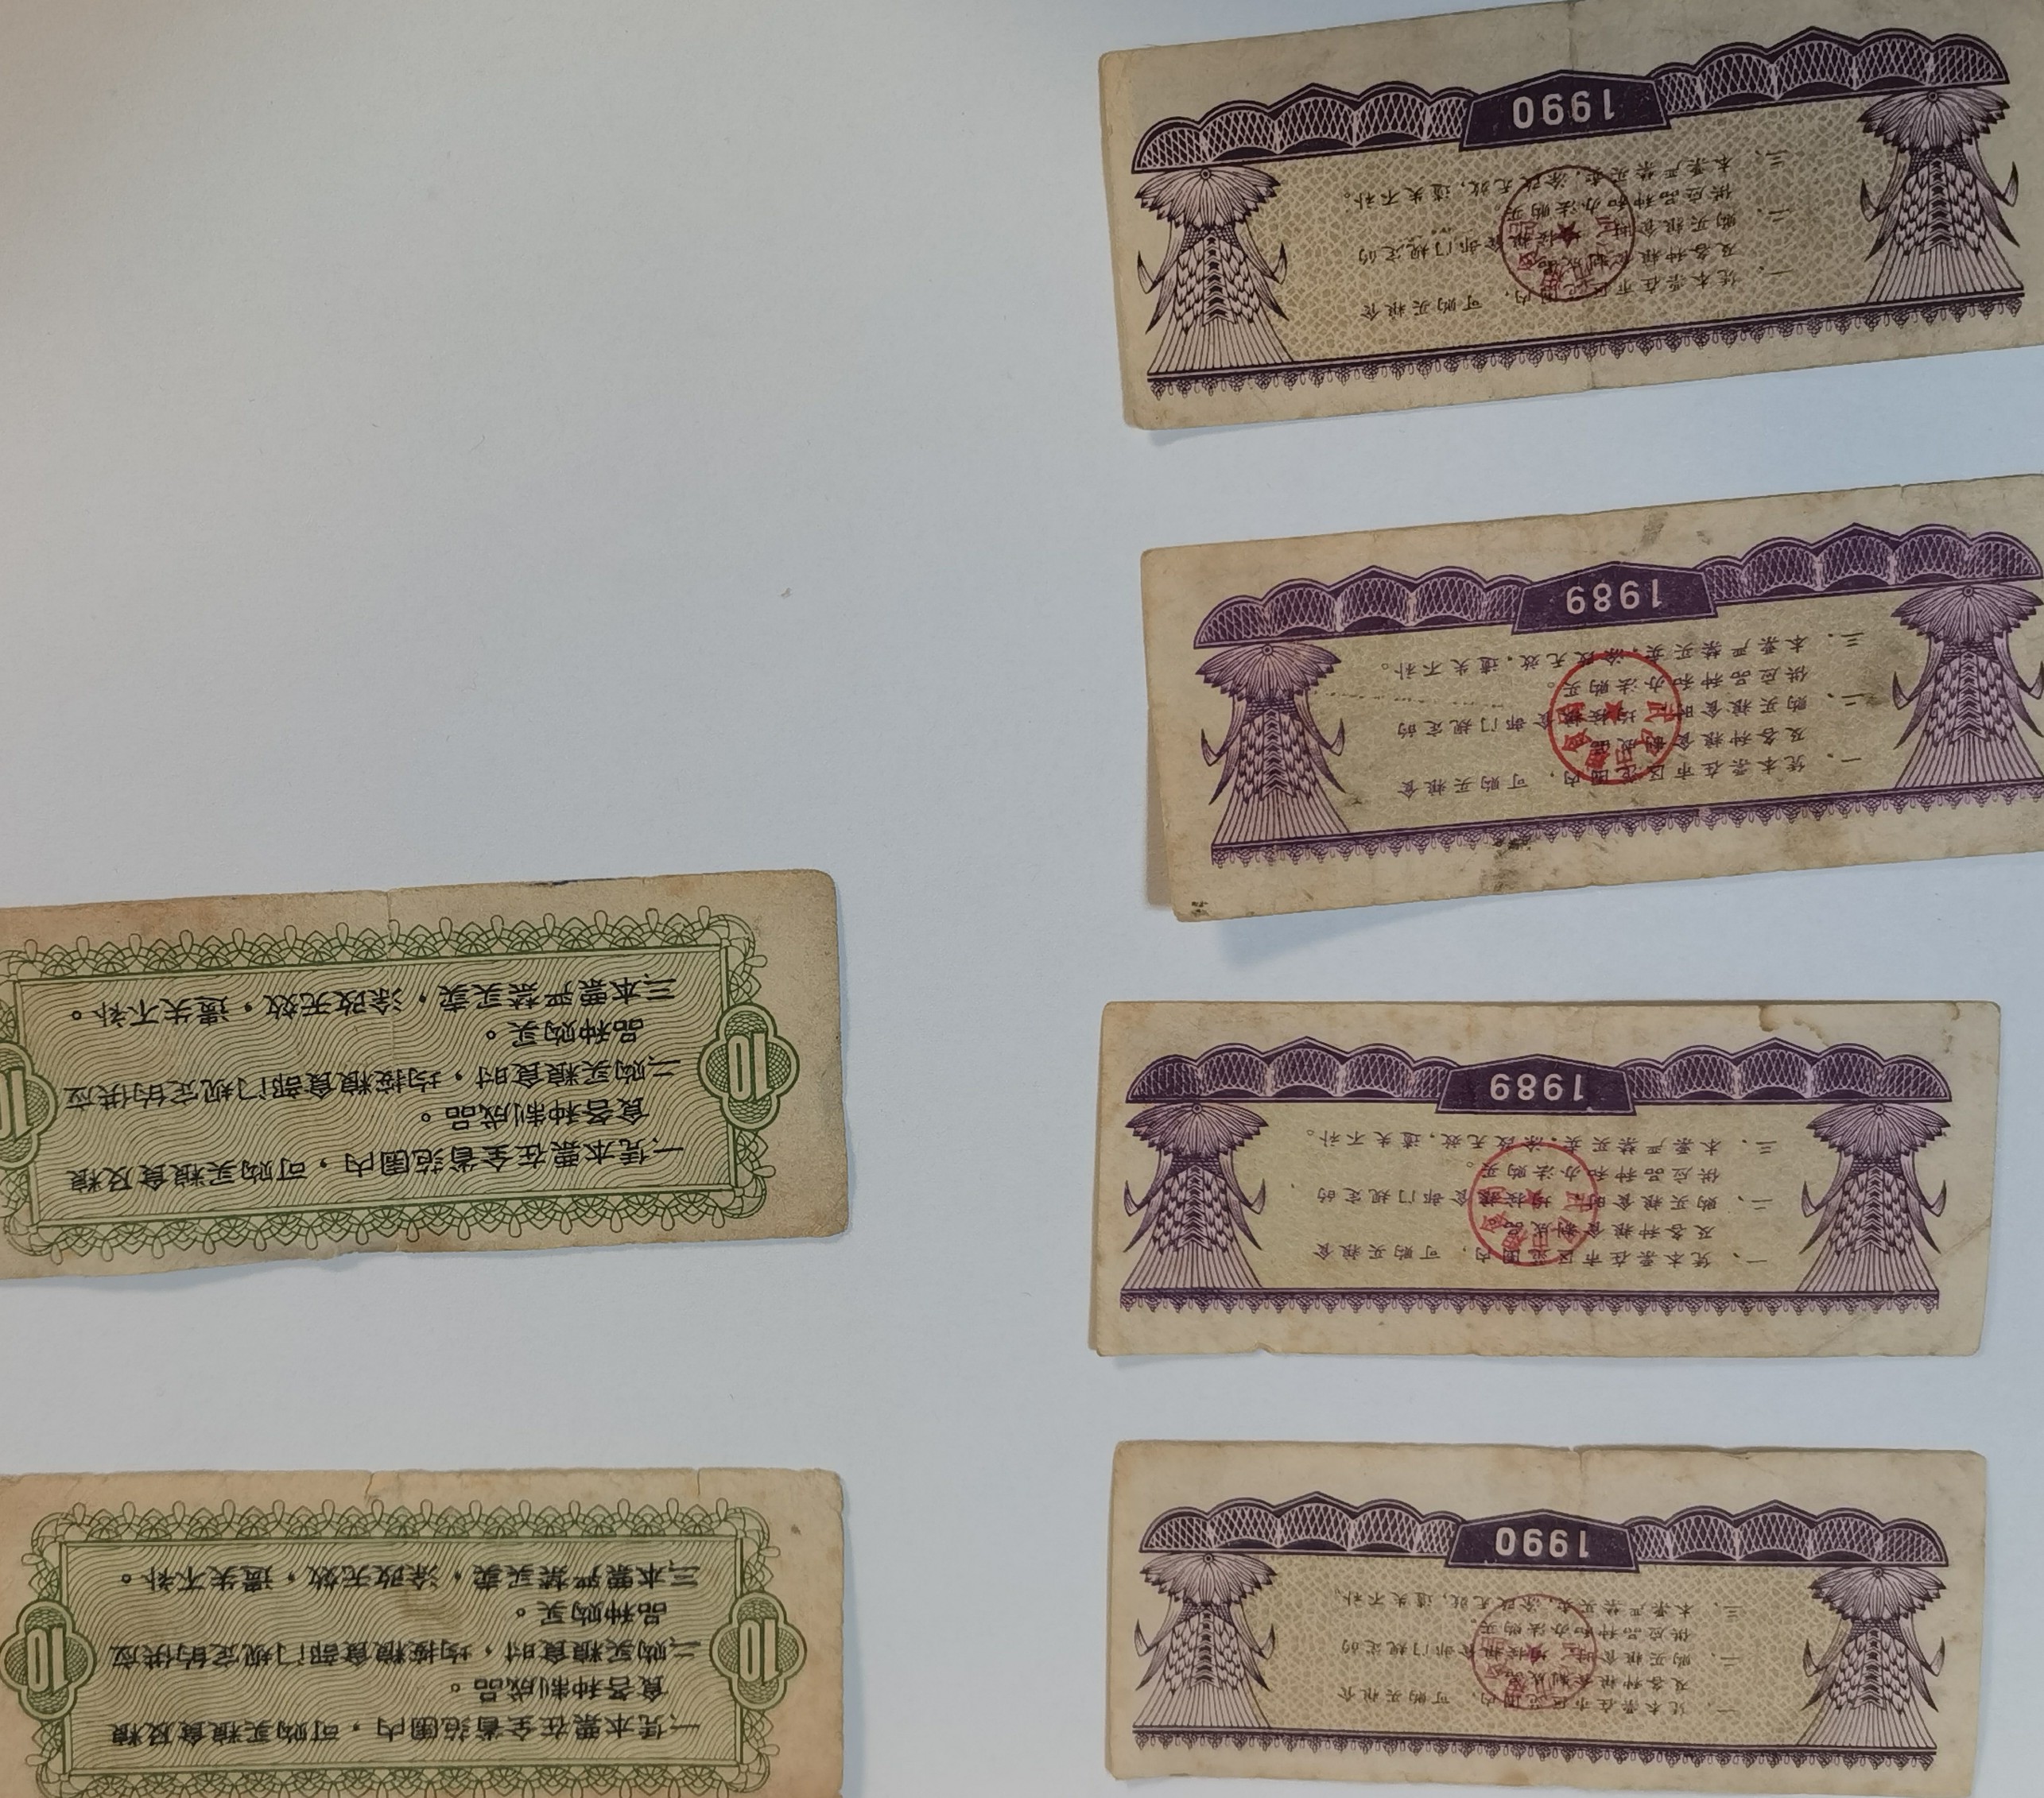 一、凭本票在市区范围内，可购买粮食
及各种粮食制成品。
二、购买粮食时，均按粮食部门规定的
供应品种和办法购买。
三、本票严禁买卖，涂改无效，遗失不补。
1990
一、凭本票在市区范围内，可购买粮食
及各种粮食制成品。
二、购买粮食时，均按粮食部门规定的
供应品种和办法购买。
三、本票严禁买卖，涂改无效，遗失不补。
1989
一、凭本票在市区范围内，可购买粮食
及各种粮食制成品。
二、购买粮食时，均按粮食部门规定的
供应品种和办法购买。
三、本票严禁买卖，涂改无效，遗失不补。
1989
一、凭本票在市区范围内，可购买粮食
及各种粮食制成品。
二、购买粮食时，均按粮食部门规定的
供应品种和办法购买。
三、本票严禁买卖，涂改无效，遗失不补。
1990
一、凭本票在全省范围内，可购买粮食及粮
食各种制成品。
二、购买粮食时，均按粮食部门规定的供应
品种购买。
三、本票严禁买卖，涂改无效，遗失不补。
10
10
一、凭本票在全省范围内，可购买粮食及粮
食各种制成品。
二、购买粮食时，均按粮食部门规定的供应
品种购买。
三、本票严禁买卖，涂改无效，遗失不补。
10